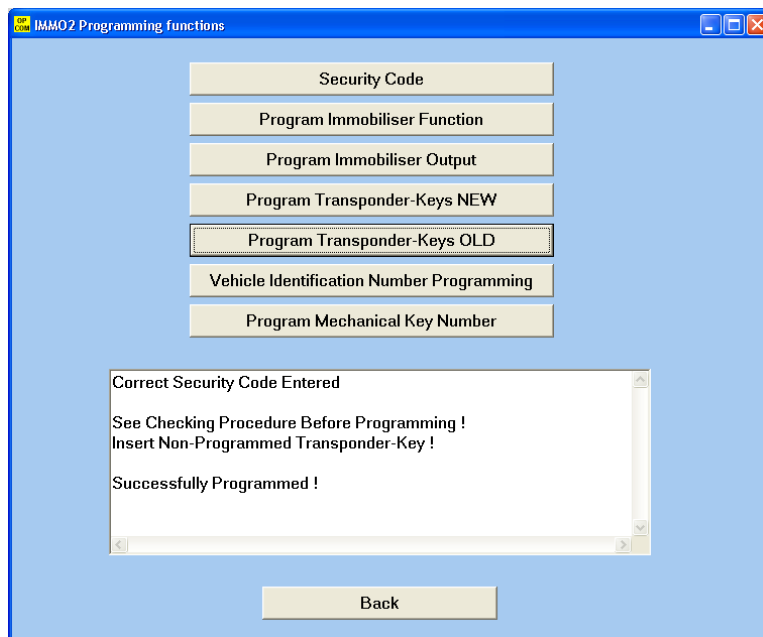 OP
COM
IMMO2 Programming functions
Security Code
Program Immobiliser Function
Program Immobiliser Output
Program Transponder-Keys NEW
Program Transponder-Keys OLD
Vehicle Identification Number Programming
Program Mechanical Key Number
Correct Security Code Entered
See Checking Procedure Before Programming !
Insert Non-Programmed Transponder-Key !
Successfully Programmed !
Back